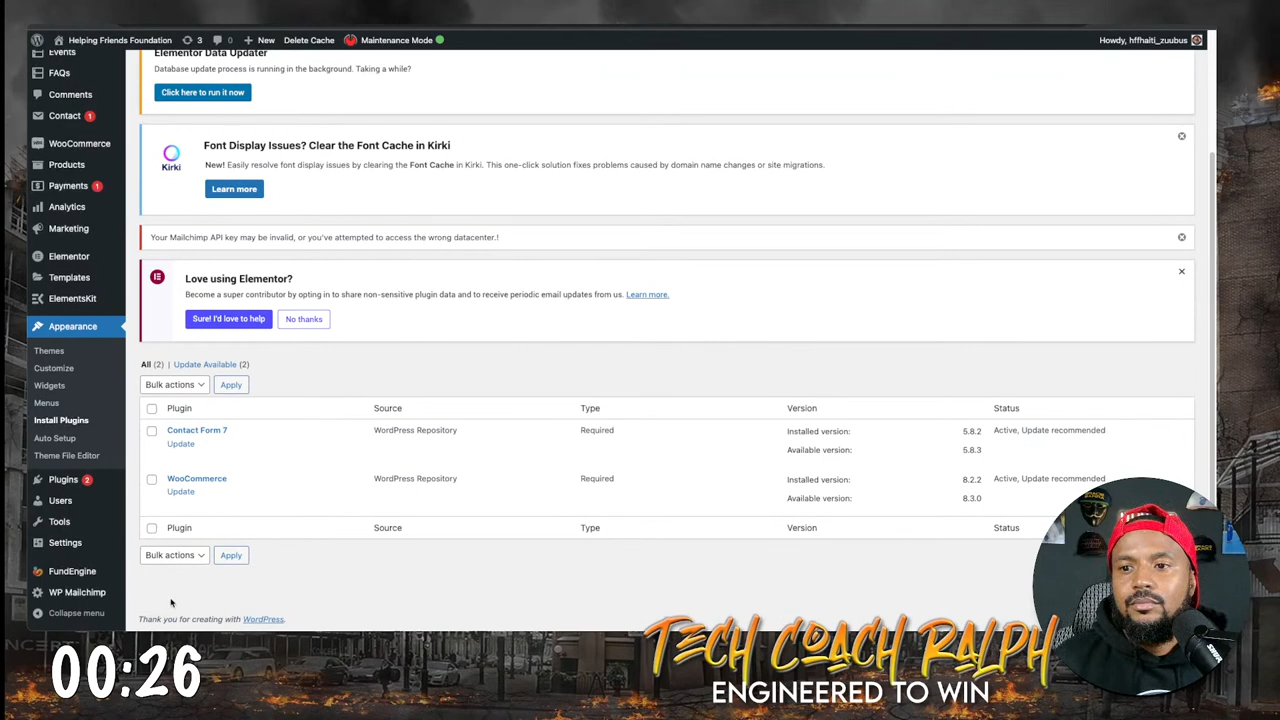 Helping Friends Foundation 3 0 New Delete Cache Maintenance Mode Howdy, hffhaiti_zuubus
Events
FAQs
Comments
Contact 1
WooCommerce
Products
Payments 1
Analytics
Marketing
Elementor
Templates
ElementsKit
Appearance
Themes
Customize
Widgets
Menus
Install Plugins
Auto Setup
Theme File Editor
Plugins 2
Users
Tools
Settings
FundEngine
WP Mailchimp
Collapse menu
Elementor Data Updater
Database update process is running in the background. Taking a while?
Click here to run it now
Kirki
Font Display Issues? Clear the Font Cache in Kirki
New! Easily resolve font display issues by clearing the Font Cache in Kirki. This one-click solution fixes problems caused by domain name changes or site migrations.
Learn more
Your Mailchimp API key may be invalid, or you've attempted to access the wrong datacenter.!
Love using Elementor?
Become a super contributor by opting in to share non-sensitive plugin data and to receive periodic email updates from us. Learn more.
Sure! I'd love to help No thanks
All (2) | Update Available (2)
Bulk actions Apply
Plugin Source Type Version Status
Contact Form 7 WordPress Repository Required Installed version: 5.8.2 Active, Update recommended
Update Available version: 5.8.3
WooCommerce WordPress Repository Required Installed version: 8.2.2 Active, Update recommended
Update Available version: 8.3.0
Plugin Source Type Version Status
Bulk actions Apply
Thank you for creating with WordPress.
00:26
TECH COACH RALPH
ENGINEERED TO WIN